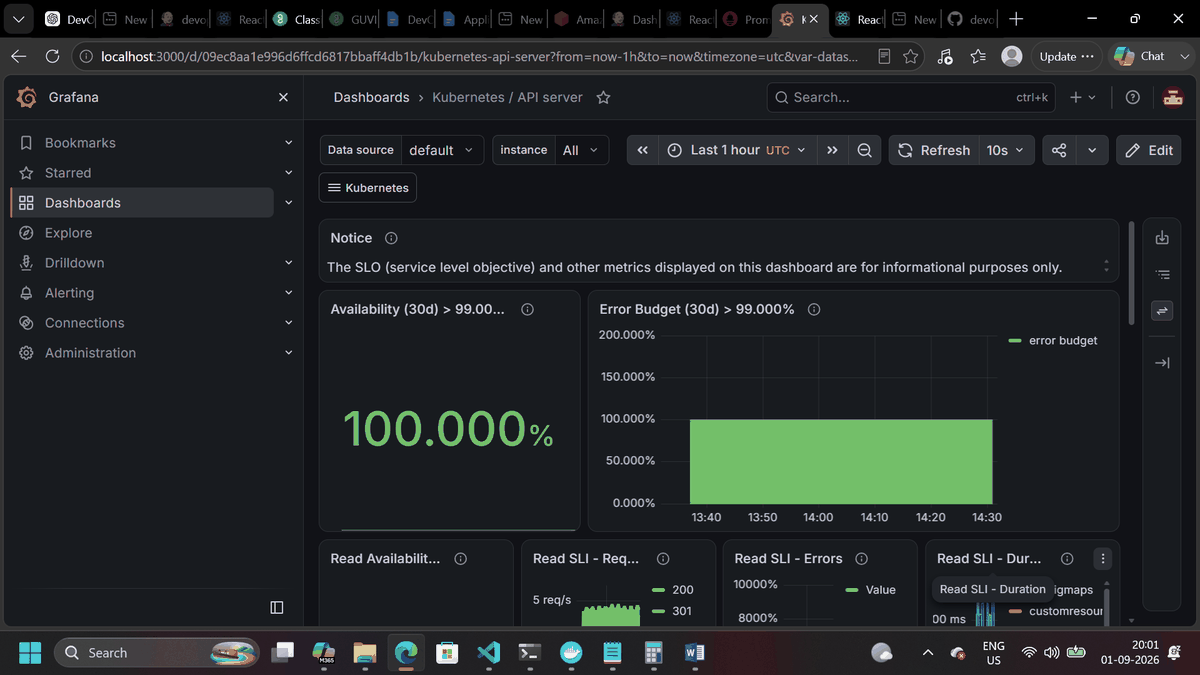 DevO
New
devo
Reac
Class
GUVI
DevC
Appli
New
Ama
Dash
Reac
Pron
K
Reac
New
devo
localhost:3000/d/09ec8aa1e996d6ffcd6817bbaff4db1b/kubernetes-api-server?from=now-1h&to=now&timezone=utc&var-datas...
Update ...
Chat
Grafana
Dashboards › Kubernetes / API server
Search...
ctrl+k
Bookmarks
Starred
Dashboards
Explore
Drilldown
Alerting
Connections
Administration
Data source default
instance All
Last 1 hour UTC
Refresh 10s
Edit
Kubernetes
Notice
The SLO (service level objective) and other metrics displayed on this dashboard are for informational purposes only.
Availability (30d) > 99.00...
100.000%
Error Budget (30d) > 99.000%
200.000%
150.000%
100.000%
50.000%
0.000%
13:40 13:50 14:00 14:10 14:20 14:30
error budget
Read Availabilit...
Read SLI - Req...
5 req/s
200
301
Read SLI - Errors
10000%
8000%
Value
Read SLI - Dur...
Read SLI - Duration
igmaps
00 ms
customresour
Search
M365
ENG
US
20:01
01-09-2026